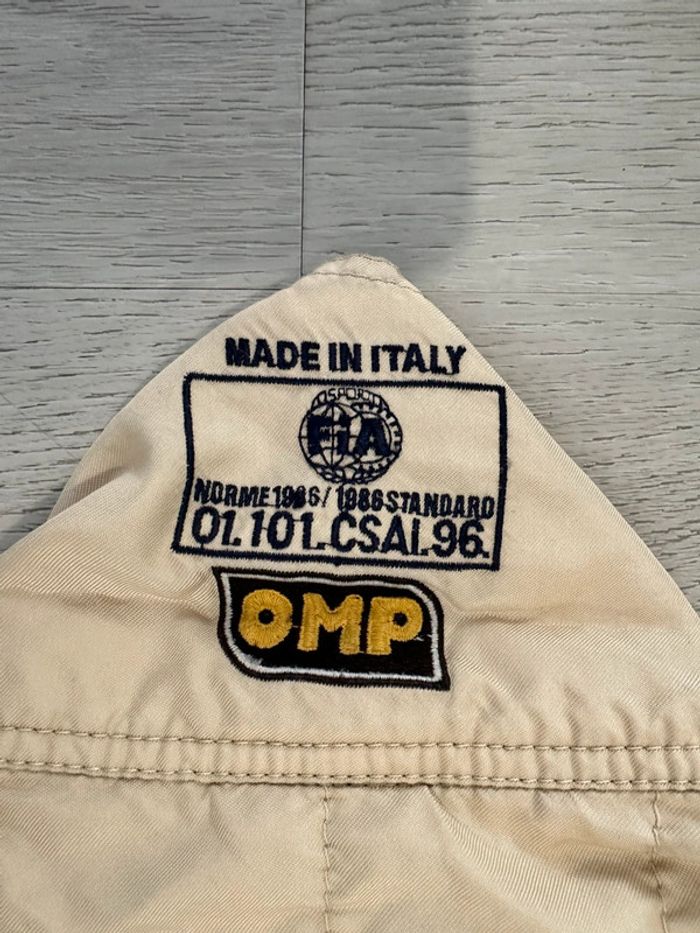 MADE IN ITALY
FIA
NORME 1986/1986 STANDARD
01.101.CSAI.96.
OMP